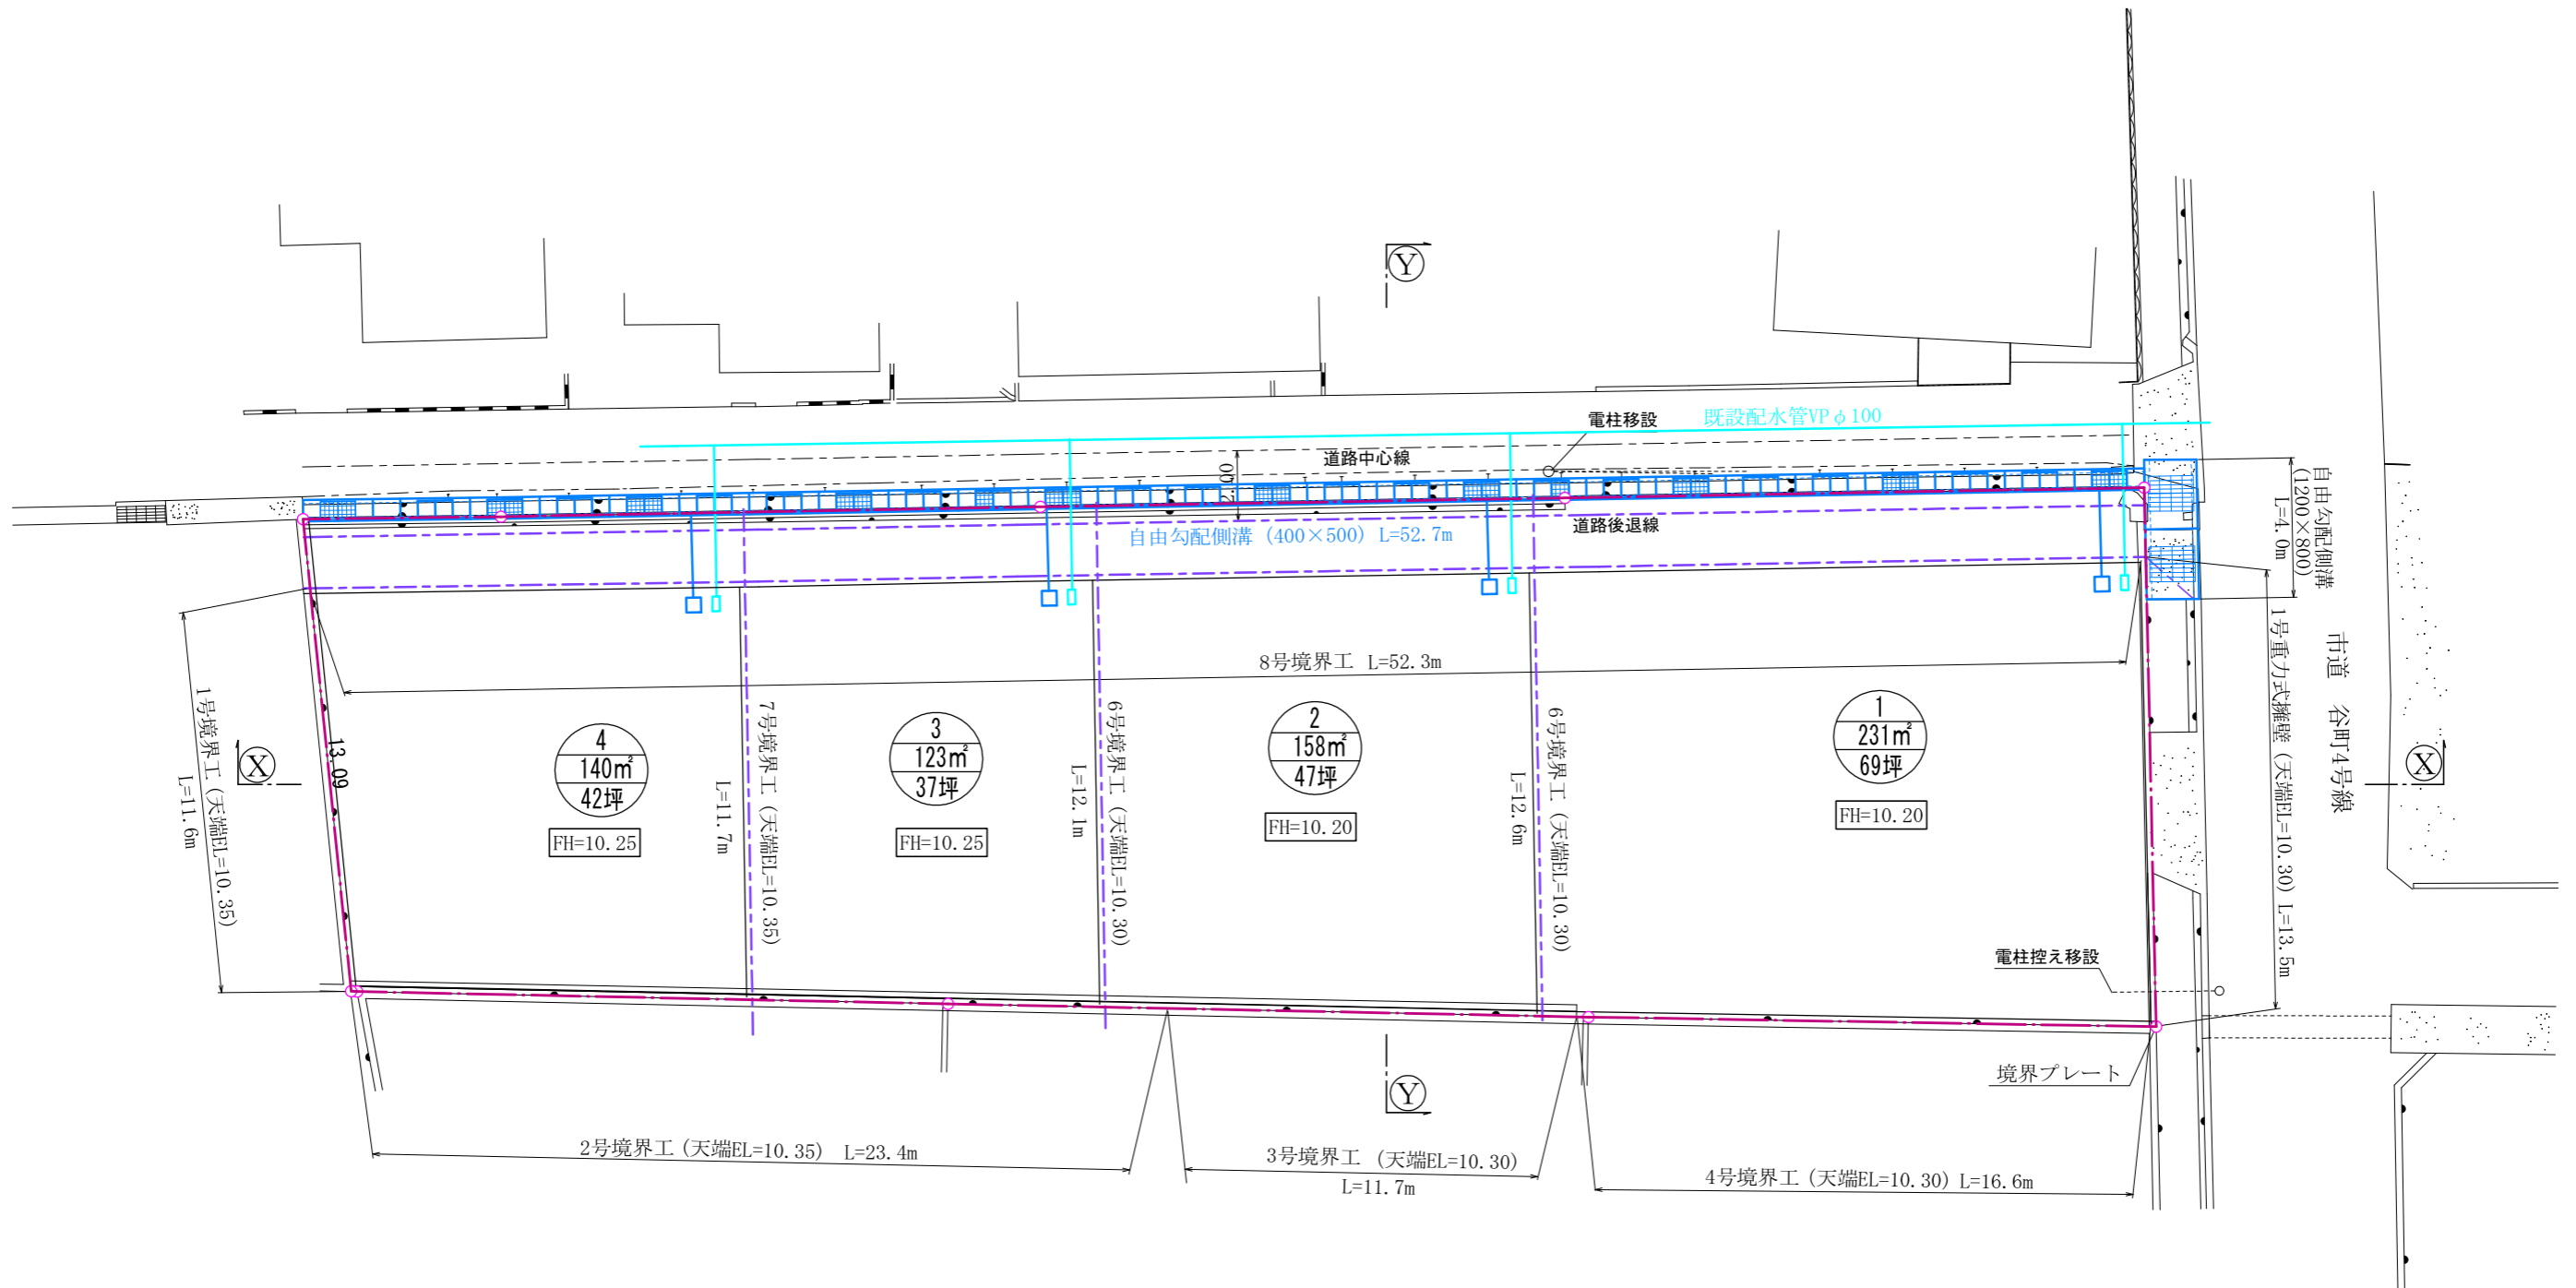 Y
電柱移設
既設配水管VPφ100
道路中心線
2.00
道路後退線
自由勾配側溝 (400×500) L=52.7m
自由勾配側溝
(1200×800)
L=4.0m
8号境界工 L=52.3m
1号境界工 (天端EL=10.35)
L=11.6m
13.09
X
4
140㎡
42坪
FH=10.25
7号境界工 (天端EL=10.35)
L=11.7m
3
123㎡
37坪
FH=10.25
6号境界工 (天端EL=10.30)
L=12.1m
2
158㎡
47坪
FH=10.20
6号境界工 (天端EL=10.30)
L=12.6m
1
231㎡
69坪
FH=10.20
1号重力式擁壁 (天端EL=10.30) L=13.5m
市道 谷町4号線
X
電柱控え移設
境界プレート
Y
2号境界工 (天端EL=10.35) L=23.4m
3号境界工 (天端EL=10.30)
L=11.7m
4号境界工 (天端EL=10.30) L=16.6m